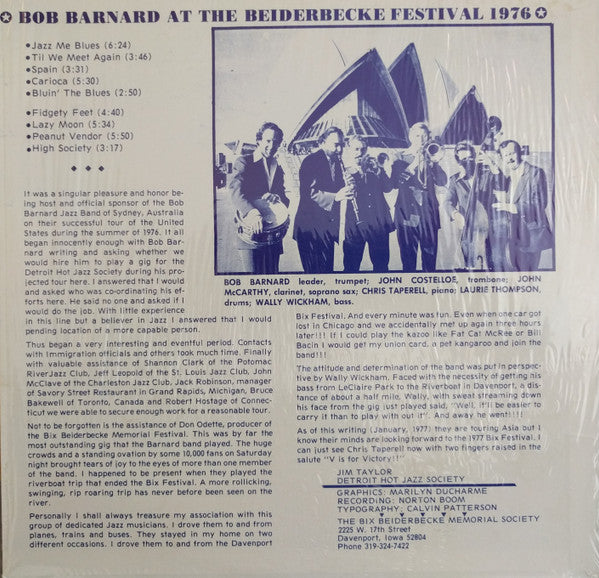 BOB BARNARD AT THE BEIDERBECKE FESTIVAL 1976
• Jazz Me Blues (6:24)
• Til We Meet Again (3:46)
• Spain (3:31)
• Carioca (5:30)
• Bluin' The Blues (2:50)
• Fidgety Feet (4:40)
• Lazy Moon (5:34)
• Peanut Vendor (5:50)
• High Society (3:17)
It was a singular pleasure and honor be-
ing host and official sponsor of the Bob
Barnard Jazz Band of Sydney, Australia
on their successful tour of the United
States during the summer of 1976. It all
began innocently enough with Bob Bar-
nard writing and asking whether we
would hire him to play a gig for the
Detroit Hot Jazz Society during his pro-
jected tour here. I answered that I would
and asked who was co-ordinating his ef-
forts here. He said no one and asked if I
would do the job. With little experience
in this line but a believer in Jazz I answered that I would
pending location of a more capable person.
Thus began a very interesting and eventful period. Contacts
with Immigration officials and others took much time. Finally
with valuable assistance of Shannon Clark of the Potomac
RiverJazz Club, Jeff Leopold of the St. Louis Jazz Club, John
McClave of the Charleston Jazz Club, Jack Robinson, manager
of Savory Street Restaurant in Grand Rapids, Michigan, Bruce
Bakewell of Toronto, Canada and Robert Hostage of Connec-
ticut we were able to secure enough work for a reasonable tour.
Not to be forgotten is the assistance of Don Odette, producer of
the Bix Beiderbecke Memorial Festival. This was by far the
most outstanding gig that the Barnard band played. The huge
crowds and a standing ovation by some 10,000 fans on Saturday
night brought tears of joy to the eyes of more than one member
of the band. I happened to be present when they played the
riverboat trip that ended the Bix Festival. A more rollicking,
swinging, rip roaring trip has never before been seen on the
river.
Personally I shall always treasure my association with this
group of dedicated Jazz musicians. I drove them to and from
planes, trains and buses. They stayed in my home on two
different occasions. I drove them to and from the Davenport
BOB BARNARD leader, trumpet; JOHN COSTELLOE, trombone; JOHN
McCARTHY, clarinet, soprano sax; CHRIS TAPERELL, piano; LAURIE THOMPSON,
drums; WALLY WICKHAM, bass.
Bix Festival. And every minute was fun. Even when one car got
lost in Chicago and we accidentally met up again three hours
later!!! If I could play the kazoo like Fat Cat McRee or Bill
Bacin I would get my union card, a pet kangaroo and join the
band!!!
The attitude and determination of the band was put in perspec-
tive by Wally Wickham. Faced with the necessity of getting his
bass from LeClaire Park to the Riverboat in Davenport, a dis-
tance of about a half mile, Wally, with sweat streaming down
his face from the gig just played said, "Well, it'll be easier to
carry it than to play with out it". And away he went!!!!
As of this writing (January, 1977) they are touring Asia but I
know their minds are looking forward to the 1977 Bix Festival. I
can just see Chris Taperell now with two fingers raised in the
salute "V is for Victory!!"
JIM TAYLOR
DETROIT HOT JAZZ SOCIETY
GRAPHICS: MARILYN DUCHARME
RECORDING: NORTON BOOM
TYPOGRAPHY: CALVIN PATTERSON
THE BIX BEIDERBECKE MEMORIAL SOCIETY
2225 W. 17th Street
Davenport, Iowa 52804
Phone 319-324-7422